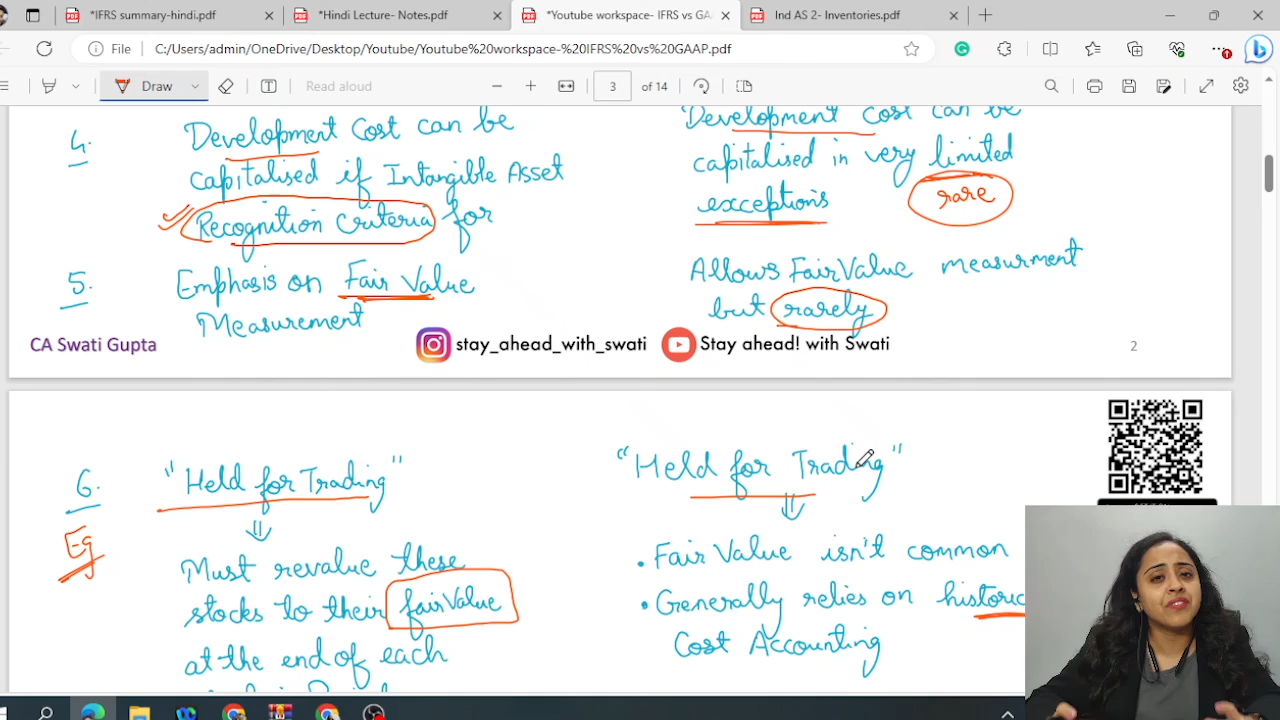 *IFRS summary-hindi.pdf
*Hindi Lecture- Notes.pdf
*Youtube workspace- IFRS vs GA
Ind AS 2- Inventories.pdf
File
C:/Users/admin/OneDrive/Desktop/Youtube/Youtube%20workspace-%20IFRS%20vs%20GAAP.pdf
Draw
Read aloud
3
of 14
4.
Development Cost can be
capitalised if Intangible Asset
Recognition Criteria for
Development Cost can be
capitalised in very limited
exceptions
rare
5.
Emphasis on Fair Value
Measurement
Allows Fair Value measurment
but rarely
CA Swati Gupta
stay_ahead_with_swati
Stay ahead! with Swati
2
6.
Eg
"Held for Trading"
Must revalue these
stocks to their fair Value
at the end of each
"Held for Trading"
• Fair Value isn't common
• Generally relies on historic
Cost Accounting